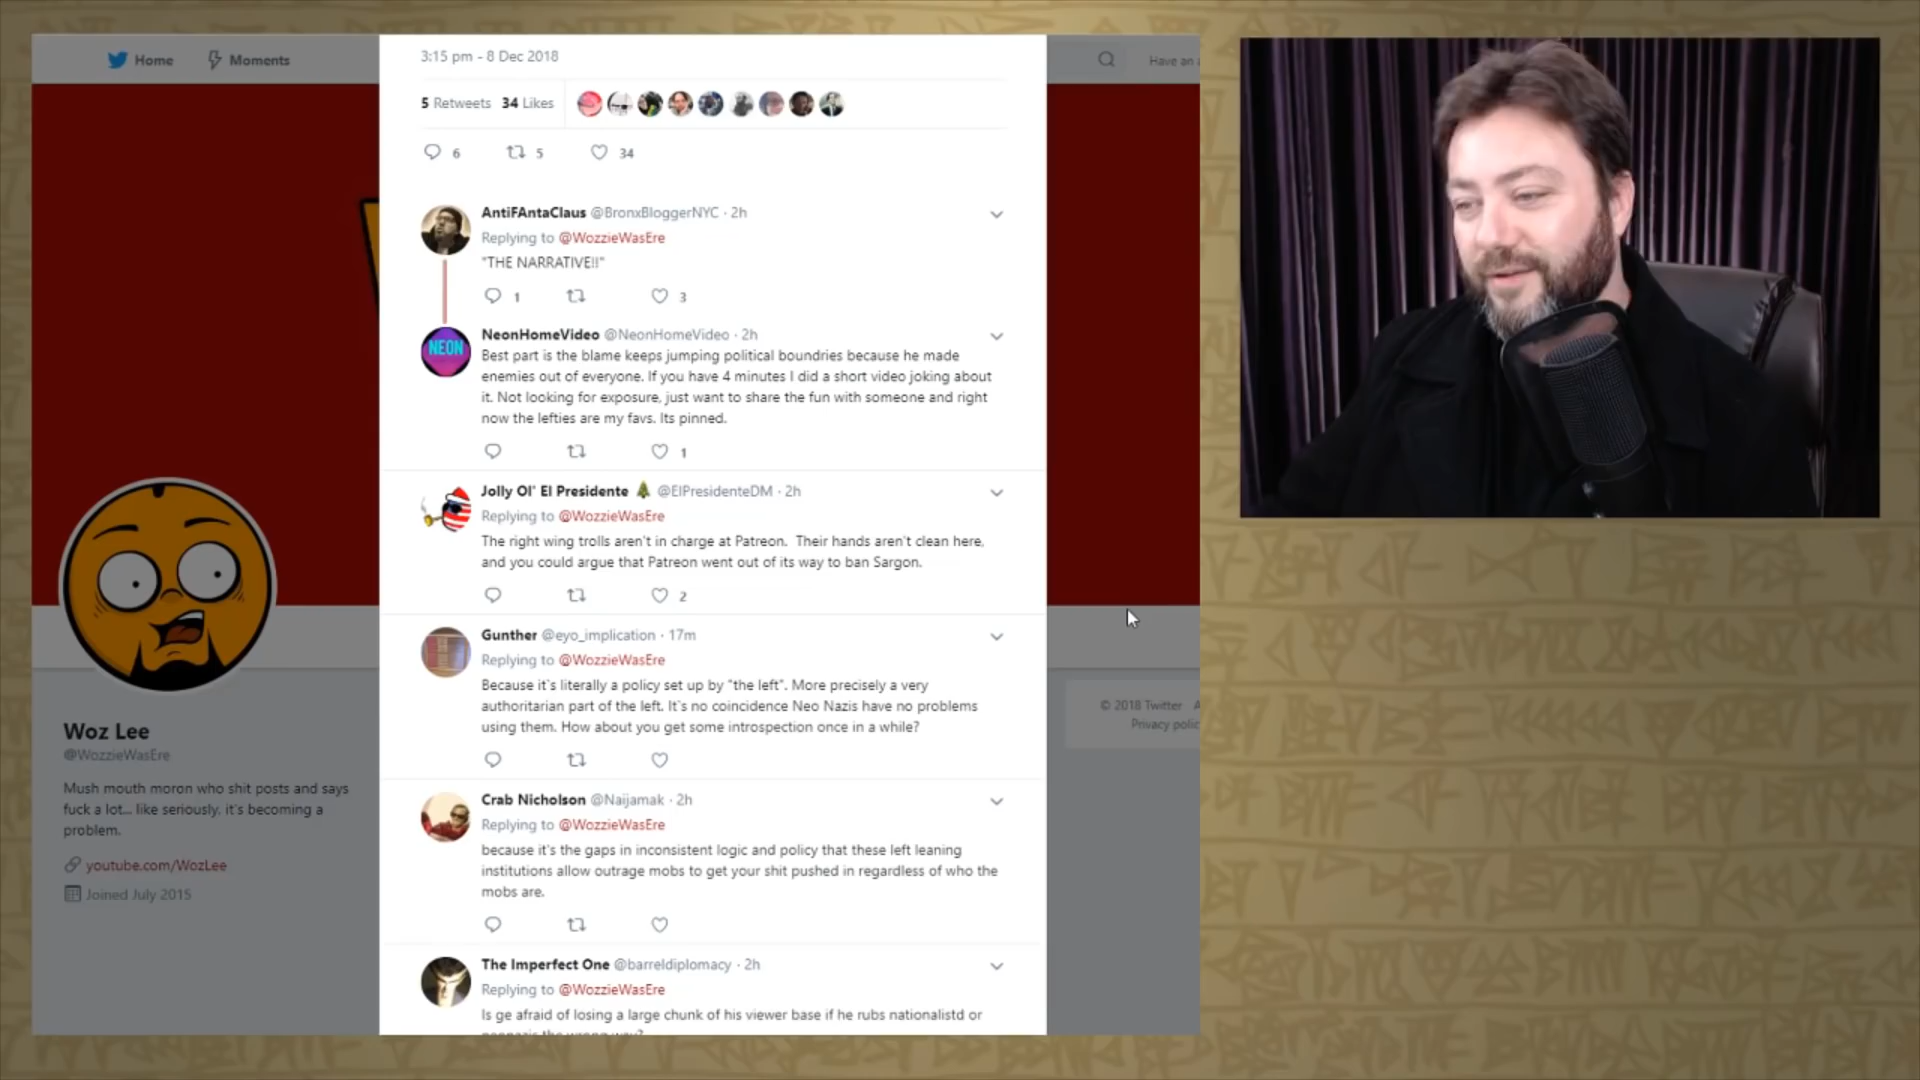 Home
Moments
Have an
3:15 pm - 8 Dec 2018
5 Retweets 34 Likes
6 5 34
AntiFAntaClaus @BronxBloggerNYC · 2h
Replying to @WozzieWasEre
"THE NARRATIVE!!"
1 3
NEON
NeonHomeVideo @NeonHomeVideo · 2h
Best part is the blame keeps jumping political boundries because he made
enemies out of everyone. If you have 4 minutes I did a short video joking about
it. Not looking for exposure, just want to share the fun with someone and right
now the lefties are my favs. Its pinned.
1
Jolly Ol' El Presidente @ElPresidenteDM · 2h
Replying to @WozzieWasEre
The right wing trolls aren't in charge at Patreon. Their hands aren't clean here,
and you could argue that Patreon went out of its way to ban Sargon.
2
Gunther @eyo_implication · 17m
Replying to @WozzieWasEre
Because it`s literally a policy set up by "the left". More precisely a very
authoritarian part of the left. It`s no coincidence Neo Nazis have no problems
using them. How about you get some introspection once in a while?
Crab Nicholson @Naijamak · 2h
Replying to @WozzieWasEre
because it's the gaps in inconsistent logic and policy that these left leaning
institutions allow outrage mobs to get your shit pushed in regardless of who the
mobs are.
The Imperfect One @barreldiplomacy · 2h
Replying to @WozzieWasEre
Is ge afraid of losing a large chunk of his viewer base if he rubs nationalistd or
Woz Lee
@WozzieWasEre
Mush mouth moron who shit posts and says
fuck a lot... like seriously. it's becoming a
problem.
youtube.com/WozLee
Joined July 2015
© 2018 Twitter
Privacy polic